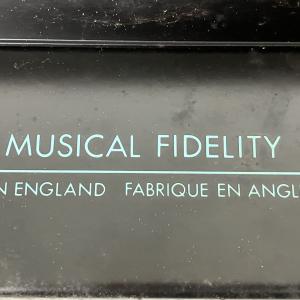 MUSICAL FIDELITY
N ENGLAND FABRIQUE EN ANGL